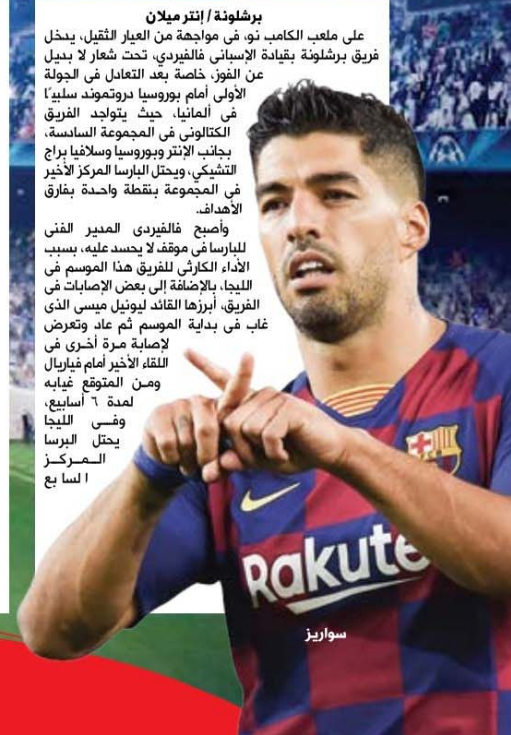 برشلونة / إنتر ميلان
على ملعب الكامب نو، فى مواجهة من العيار الثقيل، يدخل
فريق برشلونة بقيادة الإسبانى فالفيردي، تحت شعار لا بديل
عن الفوز، خاصة بعد التعادل فى الجولة
الأولى أمام بوروسيا دروتموند سلبيًا
فى ألمانيا، حيث يتواجد الفريق
الكتالونى فى المجموعة السادسة،
بجانب الإنتر وبوروسيا وسلافيا براج
التشيكي، ويحتل البارسا المركز الأخير
فى المجموعة بنقطة واحدة بفارق
الأهداف.
وأصبح فالفيردى المدير الفنى
للبارسا فى موقف لا يحسد عليه، بسبب
الأداء الكارثى للفريق هذا الموسم فى
الليجا، بالإضافة إلى بعض الإصابات فى
الفريق، أبرزها القائد ليونيل ميسى الذى
غاب فى بداية الموسم ثم عاد وتعرض
لإصابة مرة أخرى فى
اللقاء الأخير أمام فياريال
ومن المتوقع غيابه
لمدة ٦ أسابيع،
وفى الليجا
يحتل البرسا
المركز
السابع
Rakute
سواريز